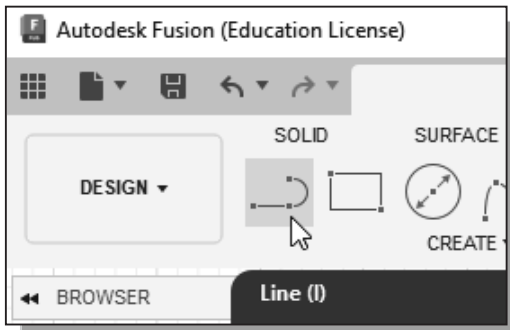 Autodesk Fusion (Education License)
SOLID SURFACE
DESIGN
CREATE
BROWSER
Line (l)